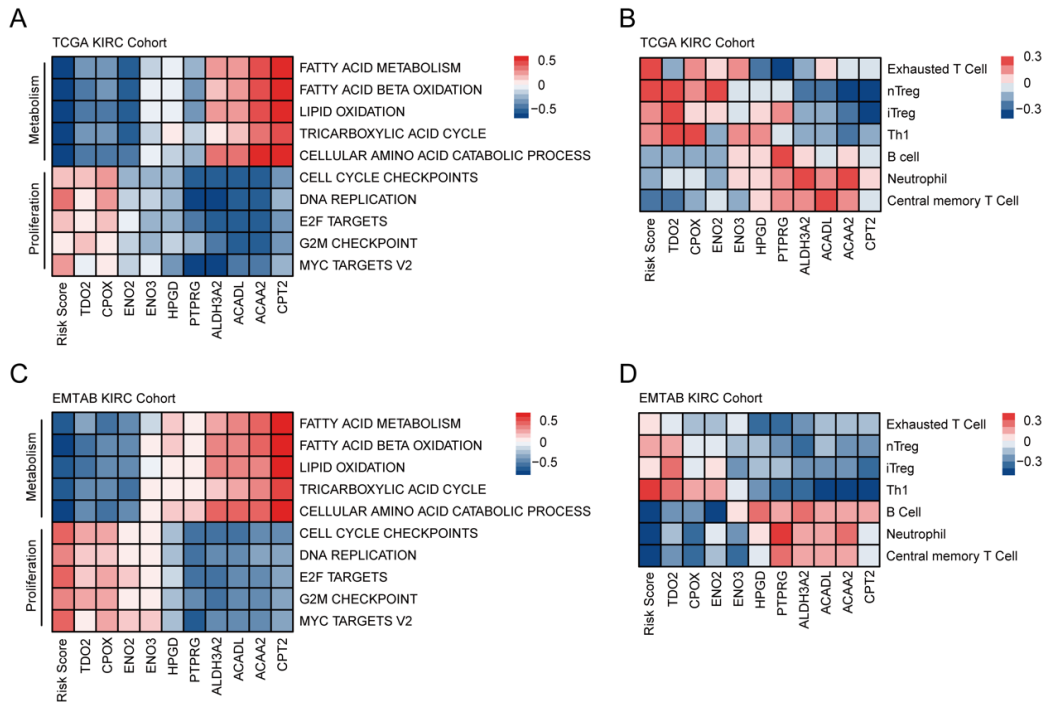 A
TCGA KIRC Cohort
Metabolism
Proliferation
FATTY ACID METABOLISM
FATTY ACID BETA OXIDATION
LIPID OXIDATION
TRICARBOXYLIC ACID CYCLE
CELLULAR AMINO ACID CATABOLIC PROCESS
CELL CYCLE CHECKPOINTS
DNA REPLICATION
E2F TARGETS
G2M CHECKPOINT
MYC TARGETS V2
0.5
0
−0.5
Risk Score
TDO2
CPOX
ENO2
ENO3
HPGD
PTPRG
ALDH3A2
ACADL
ACAA2
CPT2
B
TCGA KIRC Cohort
Exhausted T Cell
nTreg
iTreg
Th1
B cell
Neutrophil
Central memory T Cell
0.3
0
−0.3
Risk Score
TDO2
CPOX
ENO2
ENO3
HPGD
PTPRG
ALDH3A2
ACADL
ACAA2
CPT2
C
EMTAB KIRC Cohort
Metabolism
Proliferation
FATTY ACID METABOLISM
FATTY ACID BETA OXIDATION
LIPID OXIDATION
TRICARBOXYLIC ACID CYCLE
CELLULAR AMINO ACID CATABOLIC PROCESS
CELL CYCLE CHECKPOINTS
DNA REPLICATION
E2F TARGETS
G2M CHECKPOINT
MYC TARGETS V2
0.5
0
−0.5
Risk Score
TDO2
CPOX
ENO2
ENO3
HPGD
PTPRG
ALDH3A2
ACADL
ACAA2
CPT2
D
EMTAB KIRC Cohort
Exhausted T Cell
nTreg
iTreg
Th1
B Cell
Neutrophil
Central memory T Cell
0.3
0
−0.3
Risk Score
TDO2
CPOX
ENO2
ENO3
HPGD
PTPRG
ALDH3A2
ACADL
ACAA2
CPT2